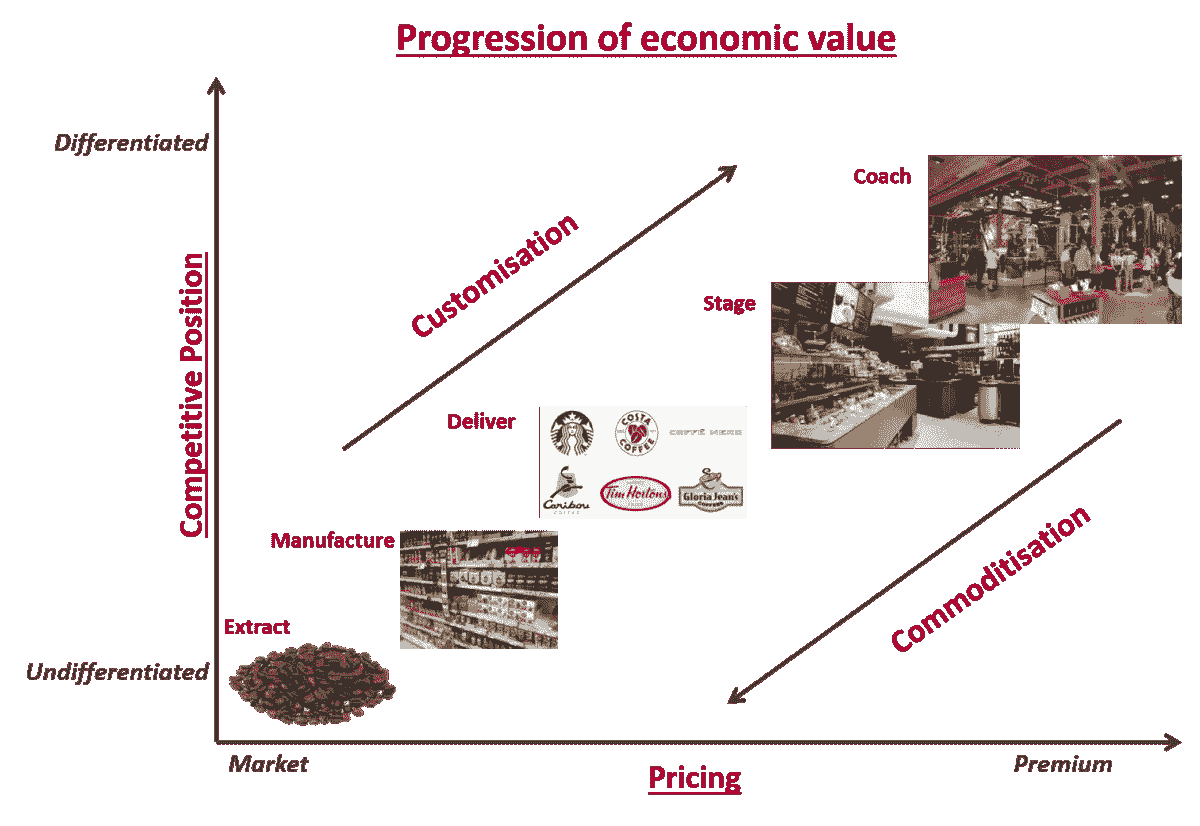 Progression of economic value
Differentiated
Coach
Customisation
Stage
Competitive Position
Deliver
COSTA
COFFEE
CAFFÈ NERO
Caribou
COFFEE
Tim Hortons
Gloria Jean's
COFFEES
Manufacture
Commoditisation
Extract
Undifferentiated
Market
Premium
Pricing